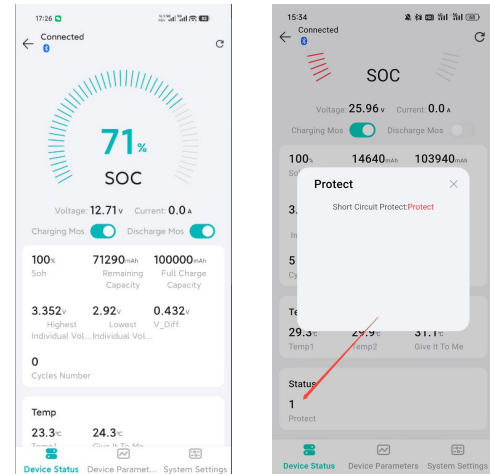 17:26
Connected
71%
SOC
Voltage: 12.71v Current: 0.0A
Charging Mos Discharge Mos
100% 71290mAh 100000mAh
Soh Remaining Capacity Full Charge Capacity
3.352v 2.92v 0.432v
Highest Individual Vol... Lowest Individual Vol... V_Diff
0
Cycles Number
Temp
23.3℃ 24.3℃
Device Status Device Paramet... System Settings
15:34
Connected
SOC
Voltage: 25.96v Current: 0.0A
Charging Mos Discharge Mos
100% 14640mAh 103940mAh
Protect
Short Circuit Protect:Protect
29.3℃ 29.9℃ 31.1℃
Temp1 Temp2 Give It To Me
Status
1
Protect
Device Status Device Parameters System Settings